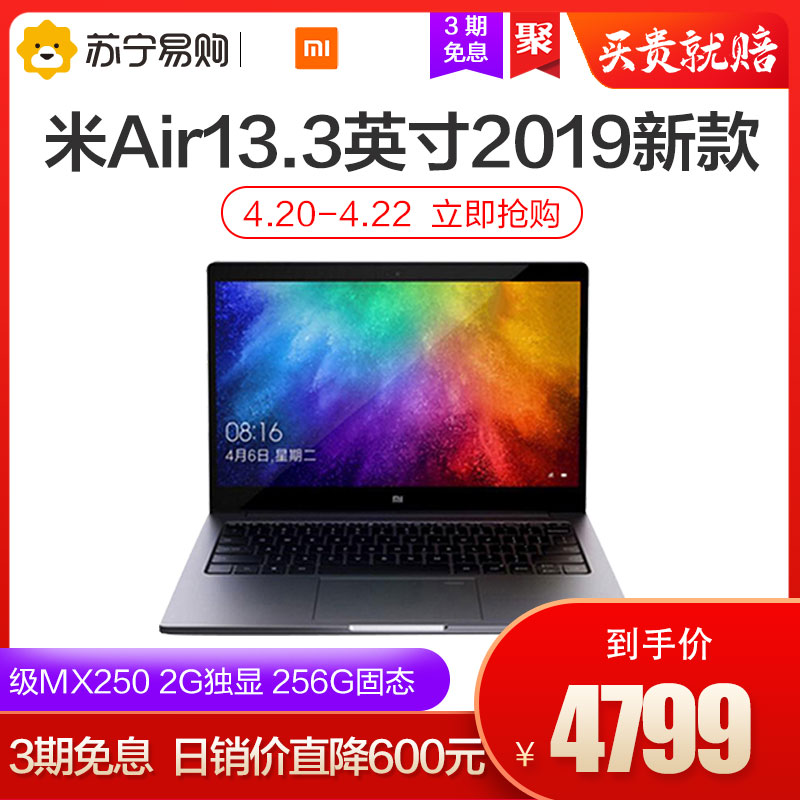 苏宁易购
mi
3期
免息
聚
买贵就赔
米Air13.3英寸2019新款
4.20-4.22 立即抢购
08:16
4月6日,星期二
mi
级MX250 2G独显 256G固态
到手价
3期免息 日销价直降600元
¥4799